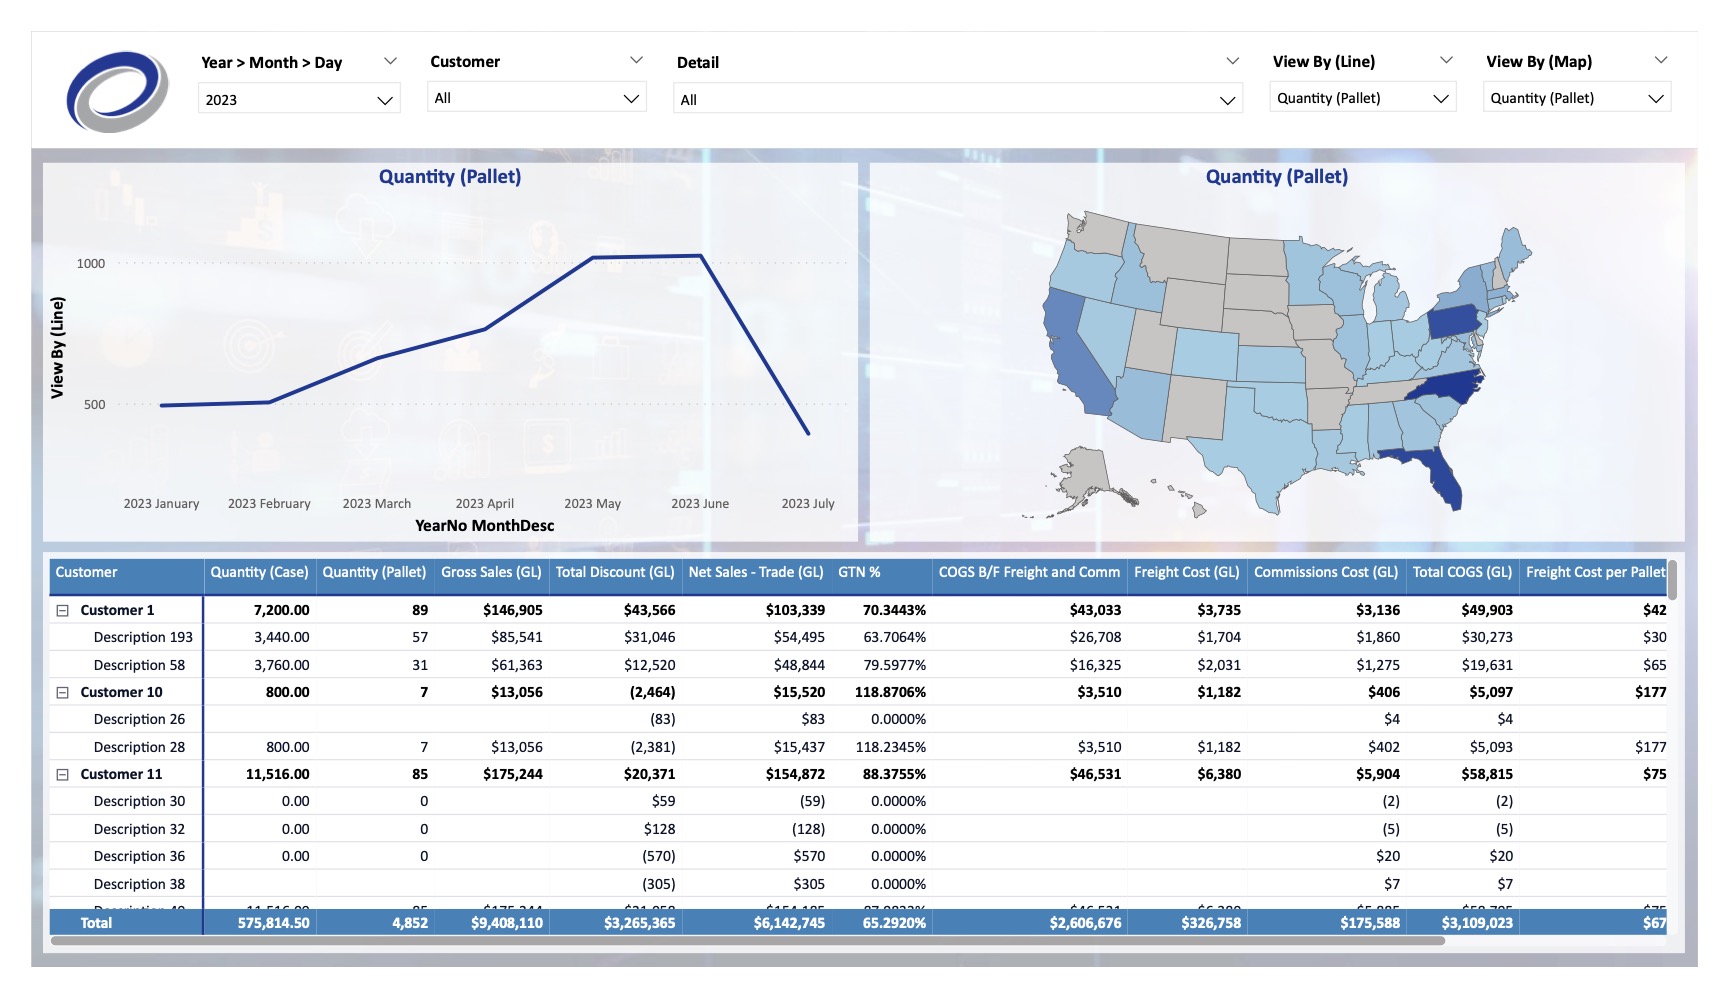 Year > Month > Day Customer Detail View By (Line) View By (Map)
2023 All All Quantity (Pallet) Quantity (Pallet)
Quantity (Pallet)
1000
500
View By (Line)
2023 January 2023 February 2023 March 2023 April 2023 May 2023 June 2023 July
YearNo MonthDesc
Quantity (Pallet)
Customer Quantity (Case) Quantity (Pallet) Gross Sales (GL) Total Discount (GL) Net Sales - Trade (GL) GTN % COGS B/F Freight and Comm Freight Cost (GL) Commissions Cost (GL) Total COGS (GL) Freight Cost per Pallet
Customer 1 7,200.00 89 $146,905 $43,566 $103,339 70.3443% $43,033 $3,735 $3,136 $49,903 $42
Description 193 3,440.00 57 $85,541 $31,046 $54,495 63.7064% $26,708 $1,704 $1,860 $30,273 $30
Description 58 3,760.00 31 $61,363 $12,520 $48,844 79.5977% $16,325 $2,031 $1,275 $19,631 $65
Customer 10 800.00 7 $13,056 (2,464) $15,520 118.8706% $3,510 $1,182 $406 $5,097 $177
Description 26 (83) $83 0.0000% $4 $4
Description 28 800.00 7 $13,056 (2,381) $15,437 118.2345% $3,510 $1,182 $402 $5,093 $177
Customer 11 11,516.00 85 $175,244 $20,371 $154,872 88.3755% $46,531 $6,380 $5,904 $58,815 $75
Description 30 0.00 0 $59 (59) 0.0000% (2) (2)
Description 32 0.00 0 $128 (128) 0.0000% (5) (5)
Description 36 0.00 0 (570) $570 0.0000% $20 $20
Description 38 (305) $305 0.0000% $7 $7
Total 575,814.50 4,852 $9,408,110 $3,265,365 $6,142,745 65.2920% $2,606,676 $326,758 $175,588 $3,109,023 $67